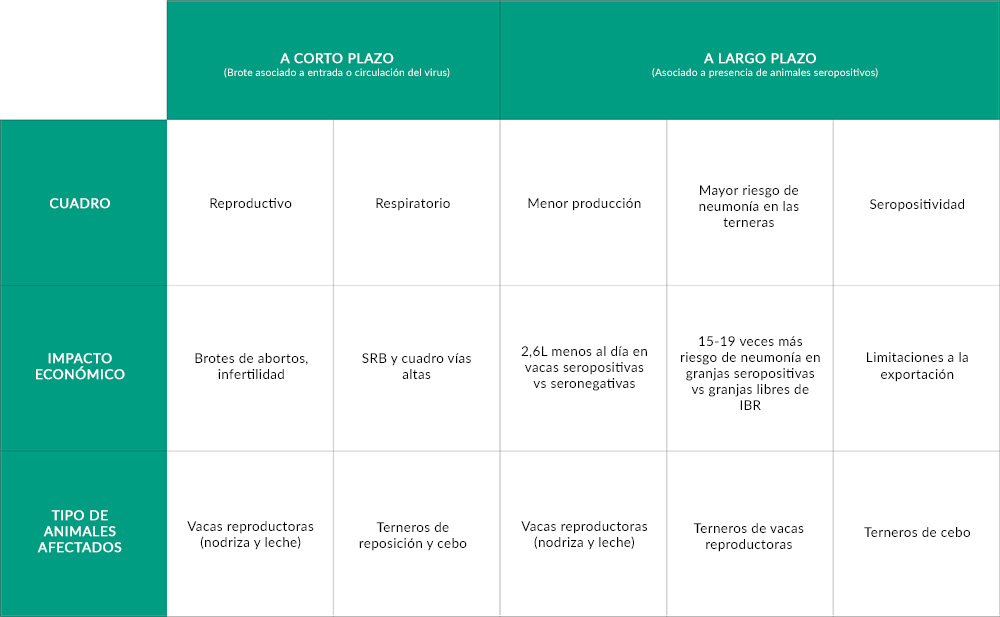 A CORTO PLAZO
(Brote asociado a entrada o circulación del virus)
A LARGO PLAZO
(Asociado a presencia de animales seropositivos)
CUADRO
Reproductivo
Respiratorio
Menor producción
Mayor riesgo de
neumonía en las
terneras
Seropositividad
IMPACTO
ECONÓMICO
Brotes de abortos,
infertilidad
SRB y cuadro vías
altas
2,6L menos al día en
vacas seropositivas
vs seronegativas
15-19 veces más
riesgo de neumonía en
granjas seropositivas
vs granjas libres de
IBR
Limitaciones a la
exportación
TIPO DE
ANIMALES
AFECTADOS
Vacas reproductoras
(nodriza y leche)
Terneros de
reposición y cebo
Vacas reproductoras
(nodriza y leche)
Terneros de vacas
reproductoras
Terneros de cebo